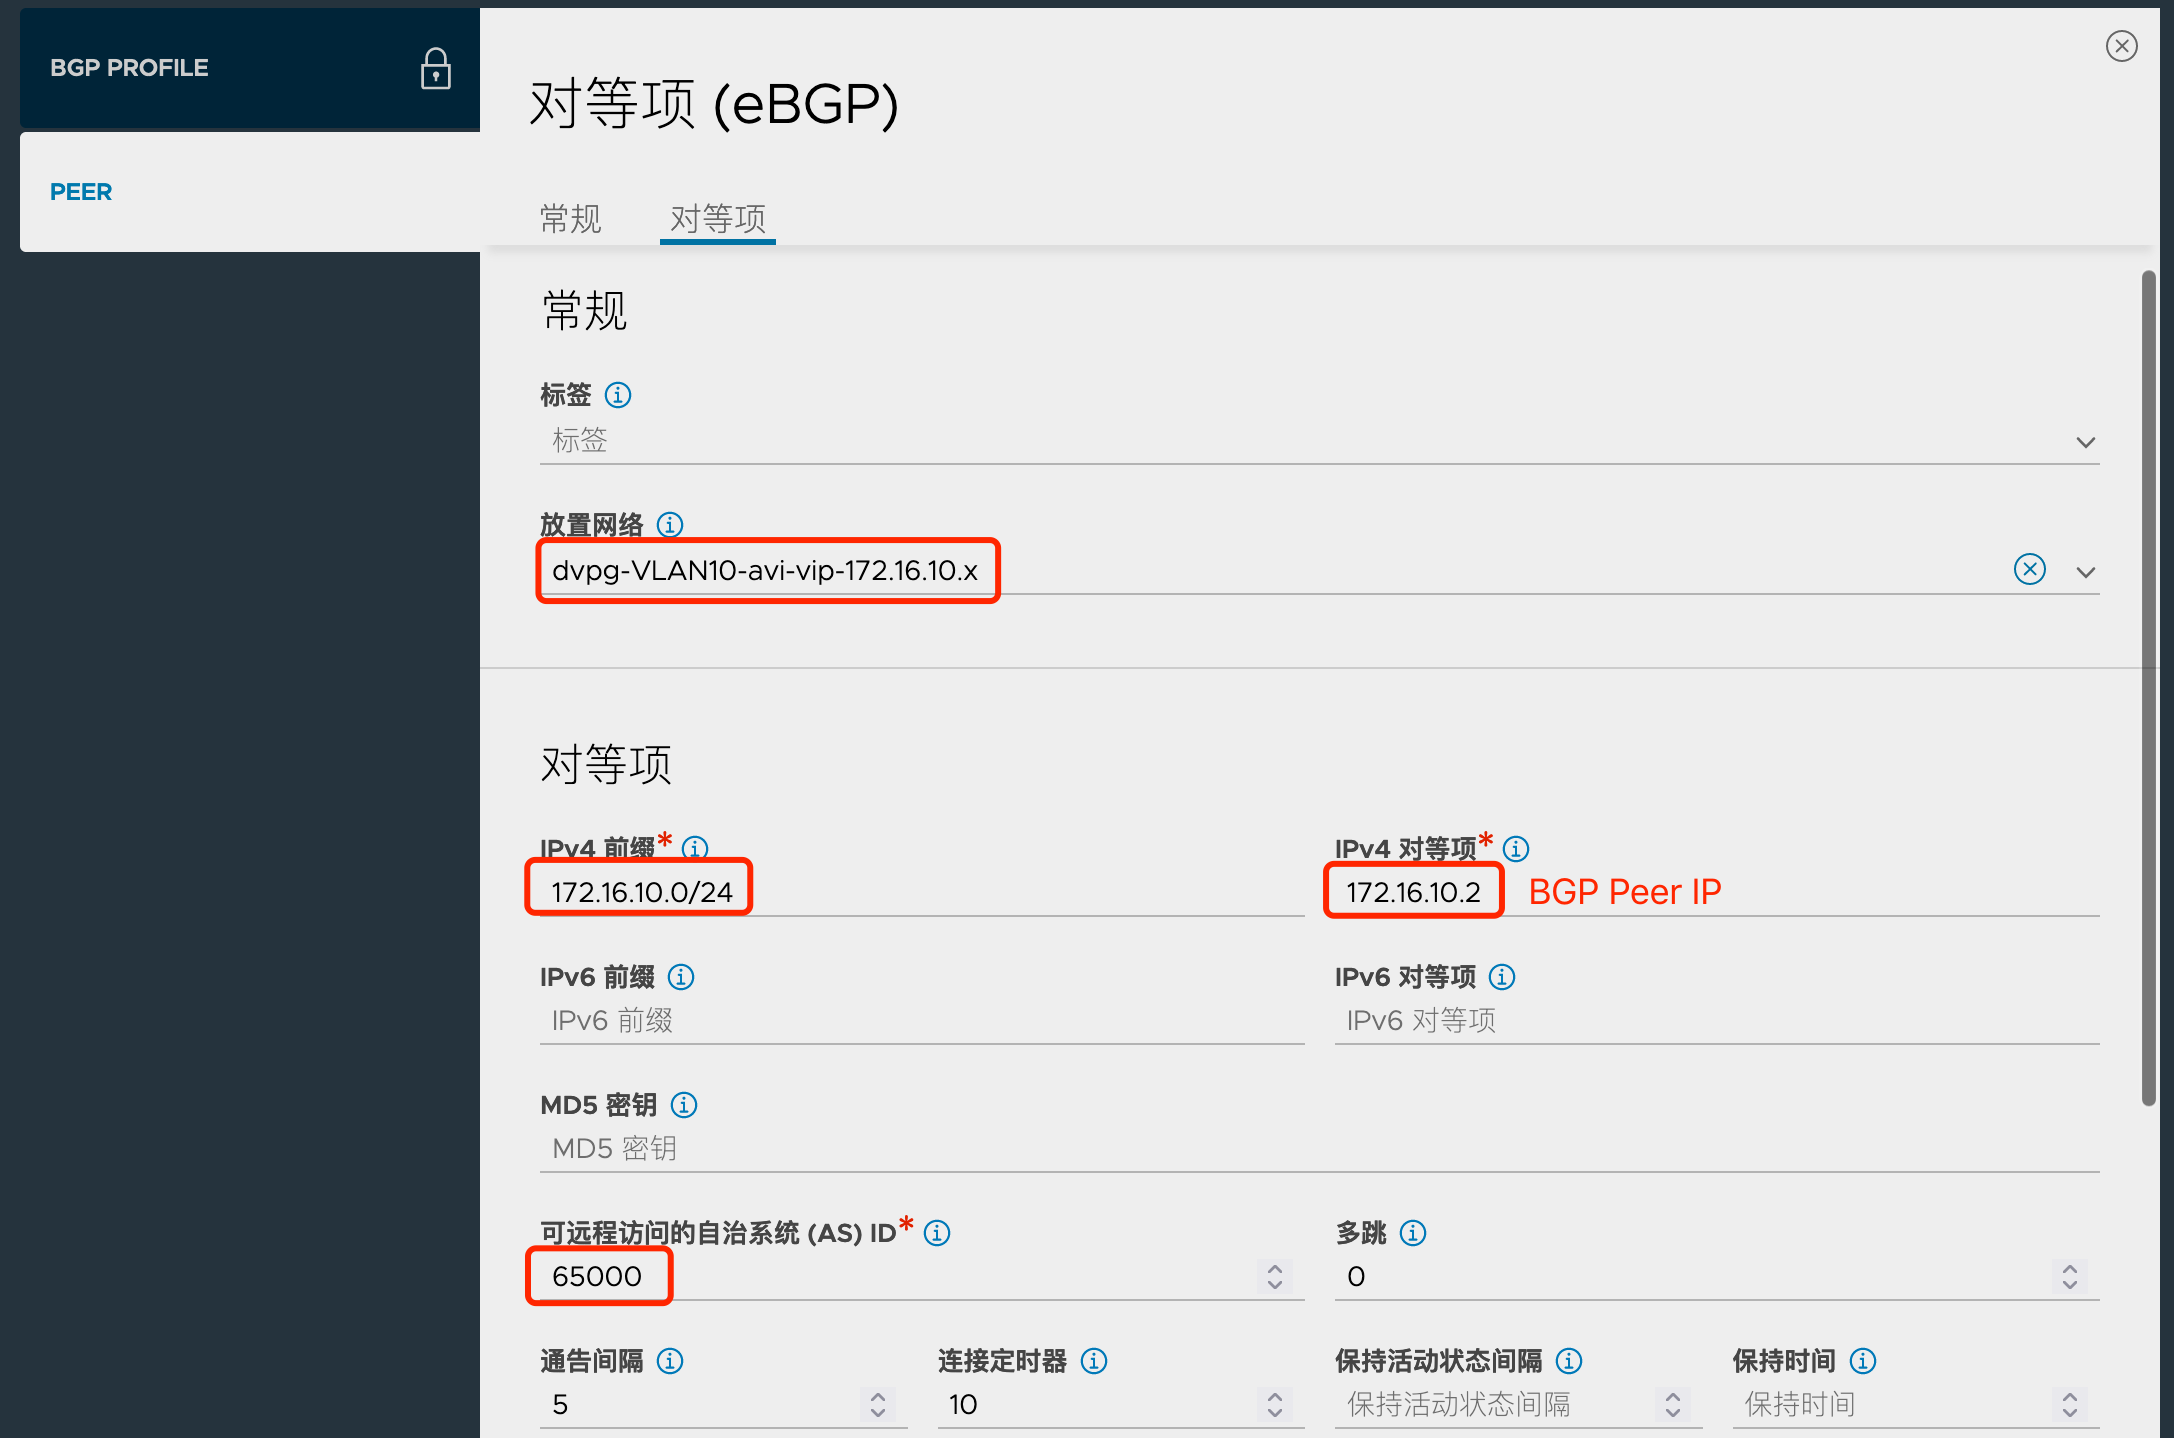 BGP PROFILE
PEER
对等项 (eBGP)
常规
对等项
常规
标签
标签
放置网络
dvpg-VLAN10-avi-vip-172.16.10.x
对等项
IPv4 前缀*
172.16.10.0/24
IPv4 对等项*
172.16.10.2
BGP Peer IP
IPv6 前缀
IPv6 前缀
IPv6 对等项
IPv6 对等项
MD5 密钥
MD5 密钥
可远程访问的自治系统 (AS) ID*
65000
多跳
0
通告间隔
5
连接定时器
10
保持活动状态间隔
保持活动状态间隔
保持时间
保持时间